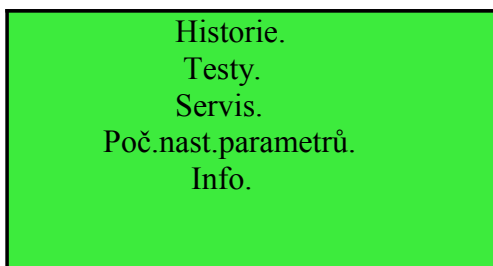 Historie.
Testy.
Servis.
Poč.nast.parametrů.
Info.